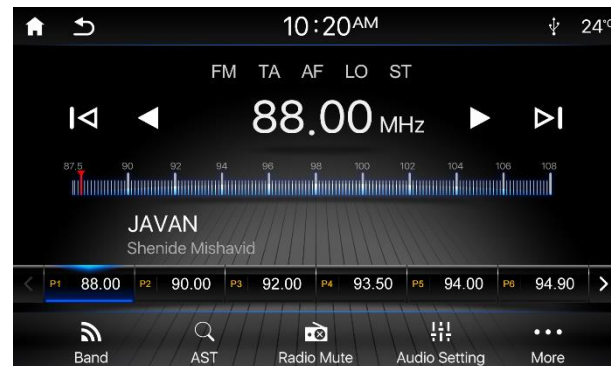 10:20AM 24°C
FM TA AF LO ST
88.00 MHz
87.5 90 92 94 96 98 100 102 104 106 108
JAVAN
Shenide Mishavid
P1 88.00 P2 90.00 P3 92.00 P4 93.50 P5 94.00 P6 94.90
Band AST Radio Mute Audio Setting More